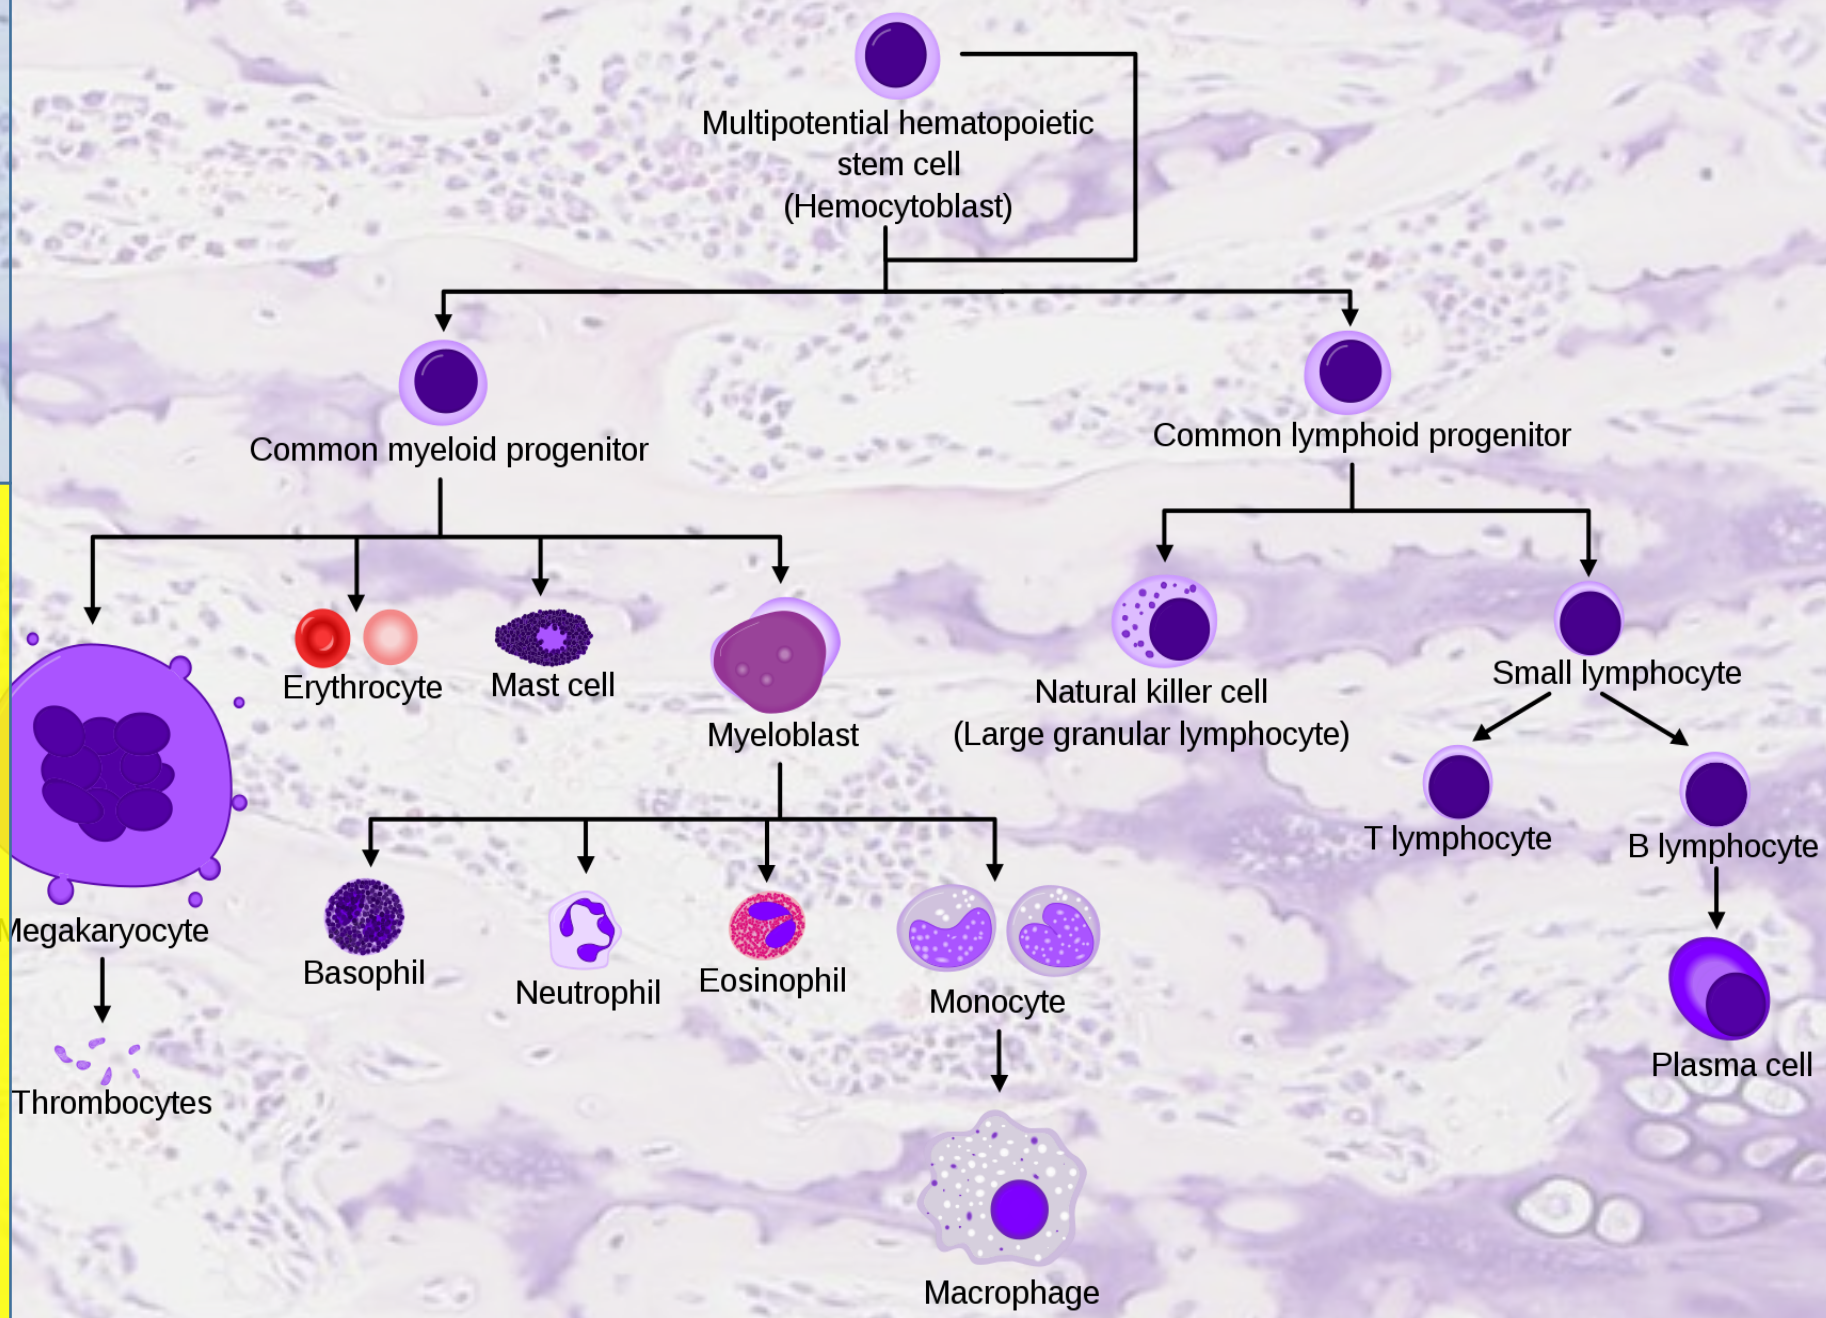 Multipotential hematopoietic
stem cell
(Hemocytoblast)
Common myeloid progenitor
Common lymphoid progenitor
Erythrocyte
Mast cell
Myeloblast
Natural killer cell
(Large granular lymphocyte)
Small lymphocyte
T lymphocyte
B lymphocyte
Megakaryocyte
Basophil
Neutrophil
Eosinophil
Monocyte
Plasma cell
Thrombocytes
Macrophage